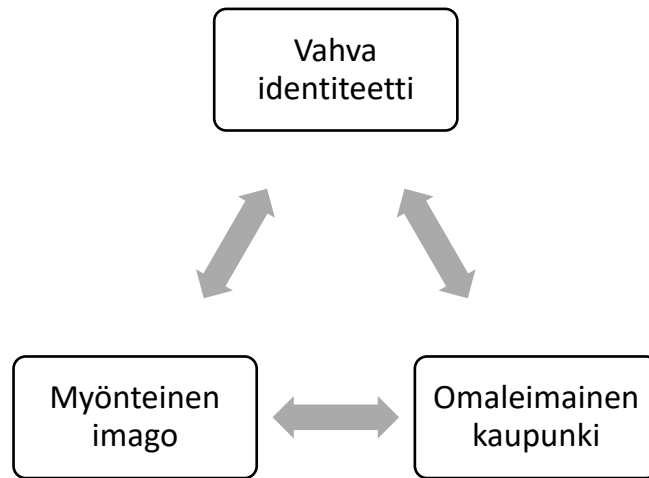 Vahva
identiteetti
Myönteinen
imago
Omaleimainen
kaupunki